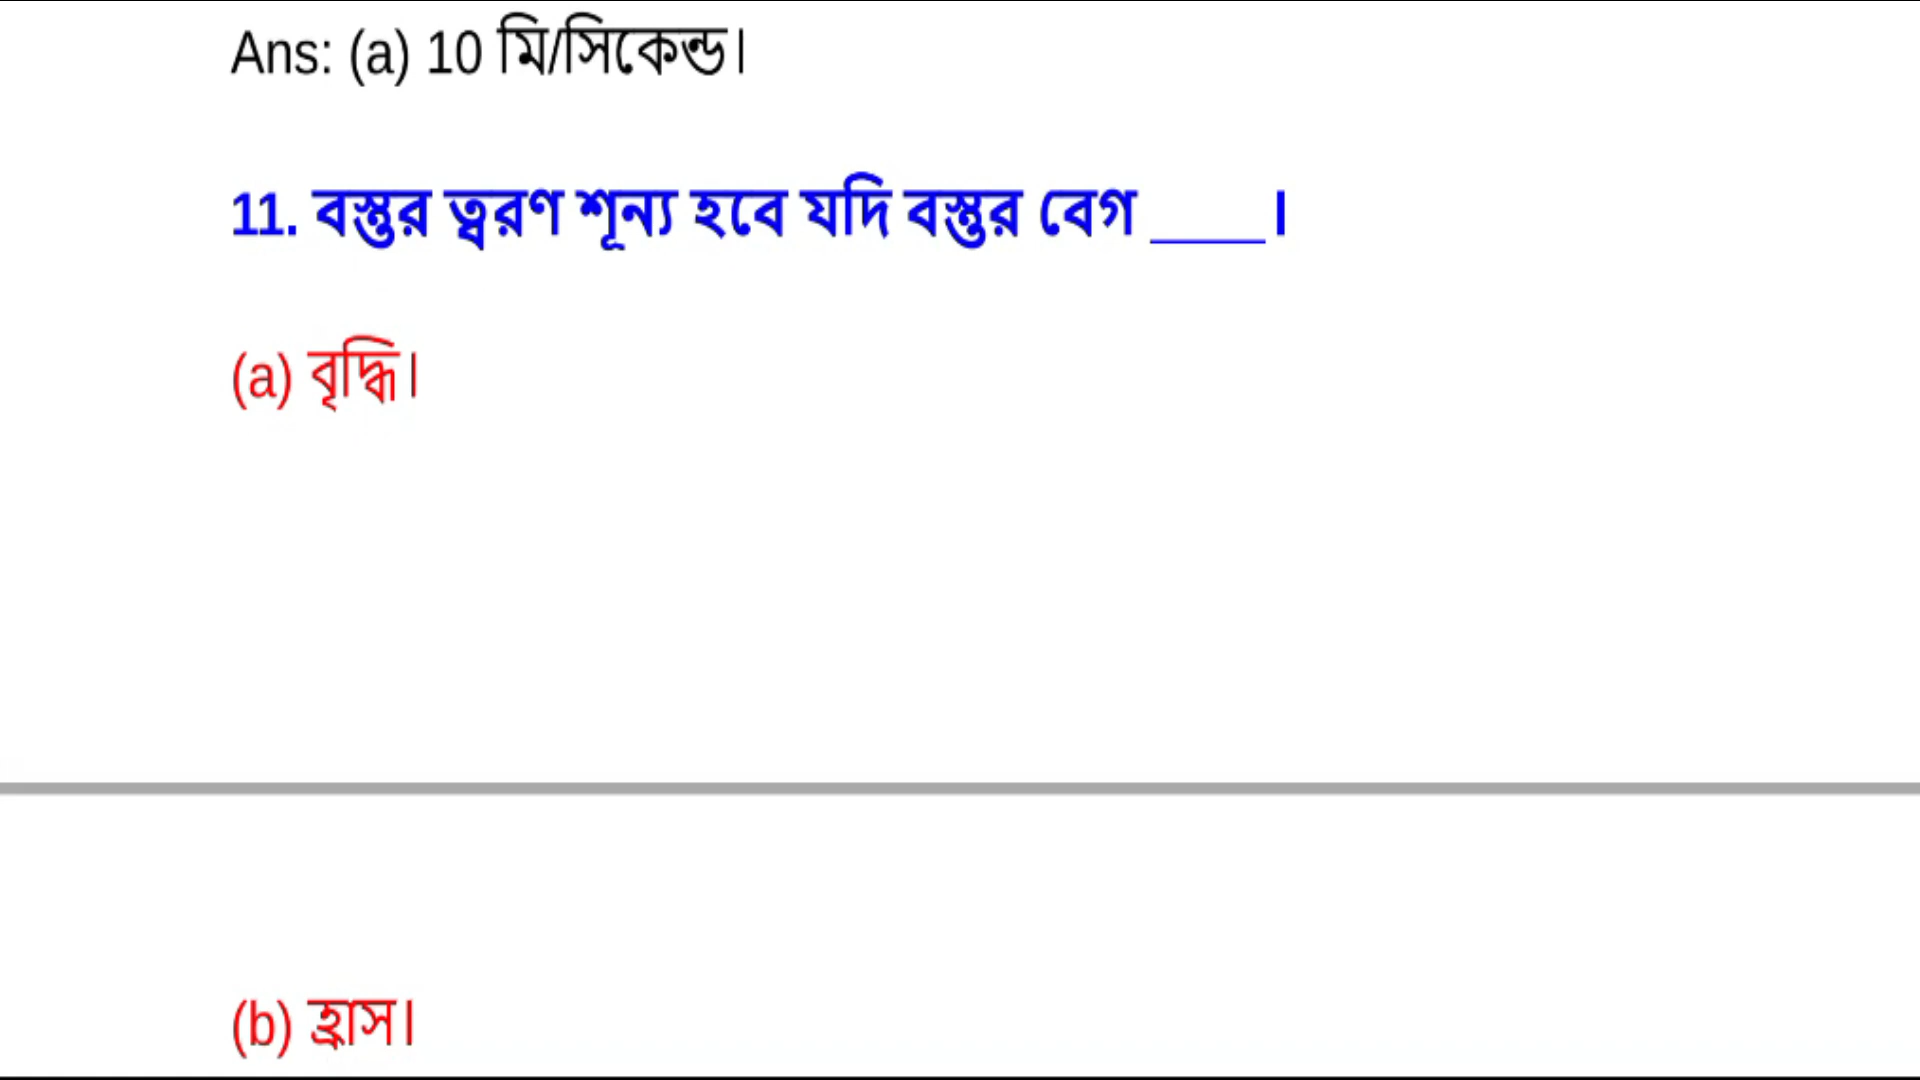 Ans: (a) 10 মি/সিকেন্ড।
11. বস্তুর ত্বরণ শূন্য হবে যদি বস্তুর বেগ ____।
(a) বৃদ্ধি।
(b) হ্রাস।